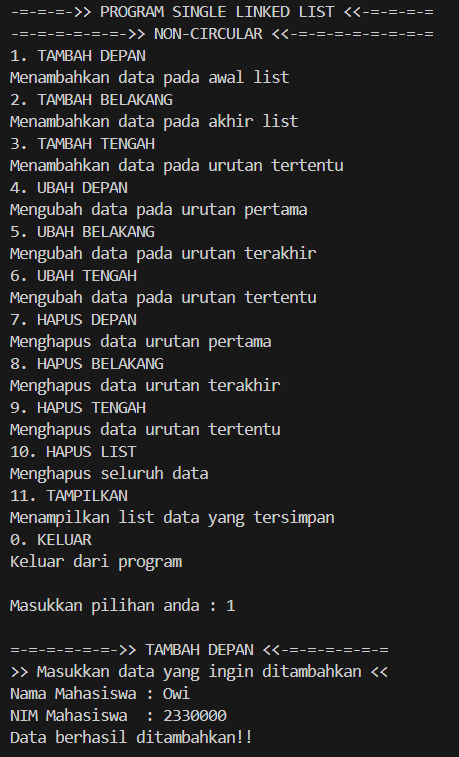 -=-=-=->> PROGRAM SINGLE LINKED LIST <<-=-=-=-=
-=-=-=-=-=-=->> NON-CIRCULAR <<-=-=-=-=-=-=-=-=
1. TAMBAH DEPAN
Menambahkan data pada awal list
2. TAMBAH BELAKANG
Menambahkan data pada akhir list
3. TAMBAH TENGAH
Menambahkan data pada urutan tertentu
4. UBAH DEPAN
Mengubah data pada urutan pertama
5. UBAH BELAKANG
Mengubah data pada urutan terakhir
6. UBAH TENGAH
Mengubah data pada urutan tertentu
7. HAPUS DEPAN
Menghapus data urutan pertama
8. HAPUS BELAKANG
Menghapus data urutan terakhir
9. HAPUS TENGAH
Menghapus data urutan tertentu
10. HAPUS LIST
Menghapus seluruh data
11. TAMPILKAN
Menampilkan list data yang tersimpan
0. KELUAR
Keluar dari program
Masukkan pilihan anda : 1
=-=-=-=-=-=->> TAMBAH DEPAN <<-=-=-=-=-=-=
>> Masukkan data yang ingin ditambahkan <<
Nama Mahasiswa : Owi
NIM Mahasiswa  : 2330000
Data berhasil ditambahkan!!